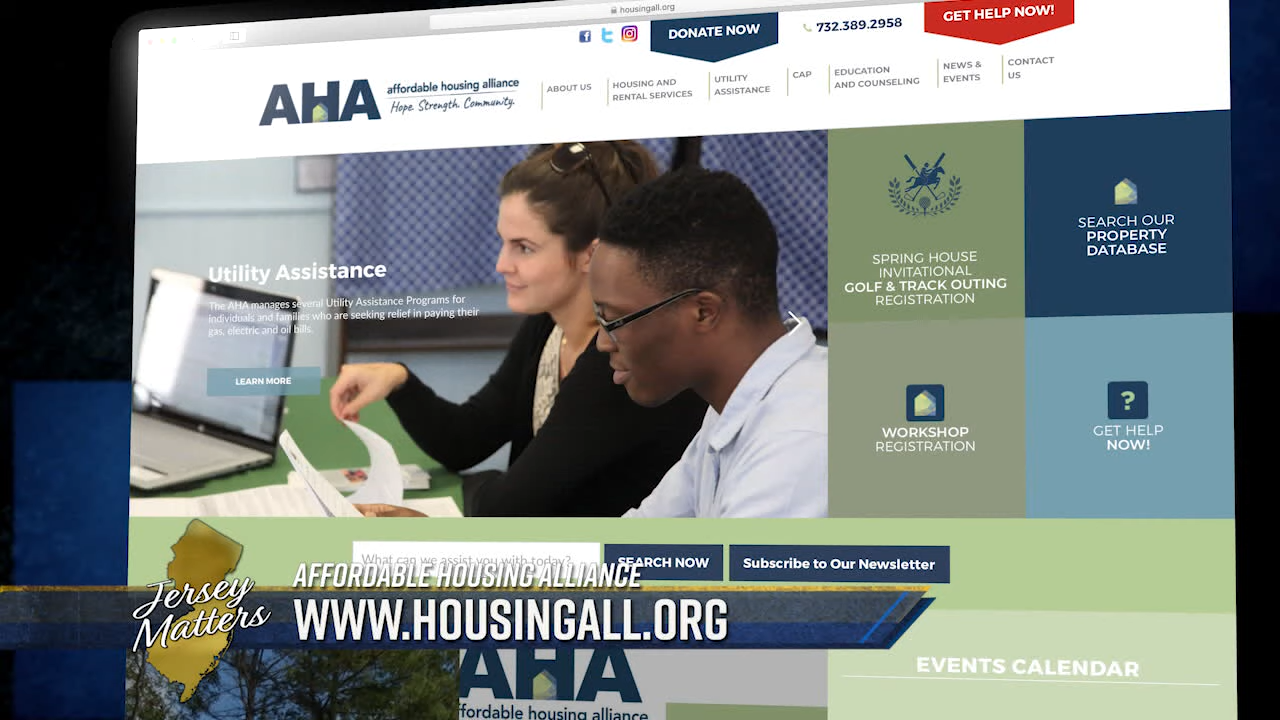 housingall.org
DONATE NOW
732.389.2958
GET HELP NOW!
AHA
affordable housing alliance
Hope. Strength. Community.
ABOUT US
HOUSING AND
RENTAL SERVICES
UTILITY
ASSISTANCE
CAP
EDUCATION
AND COUNSELING
NEWS &
EVENTS
CONTACT
US
Utility Assistance
The AHA manages several Utility Assistance Programs for
individuals and families who are seeking relief in paying their
gas, electric and oil bills.
LEARN MORE
SPRING HOUSE
INVITATIONAL
GOLF & TRACK OUTING
REGISTRATION
SEARCH OUR
PROPERTY
DATABASE
WORKSHOP
REGISTRATION
?
GET HELP
NOW!
What can we assist you with today?
SEARCH NOW
Subscribe to Our Newsletter
Jersey
Matters
AFFORDABLE HOUSING ALLIANCE
WWW.HOUSINGALL.ORG
AHA
ffordable housing alliance
EVENTS CALENDAR